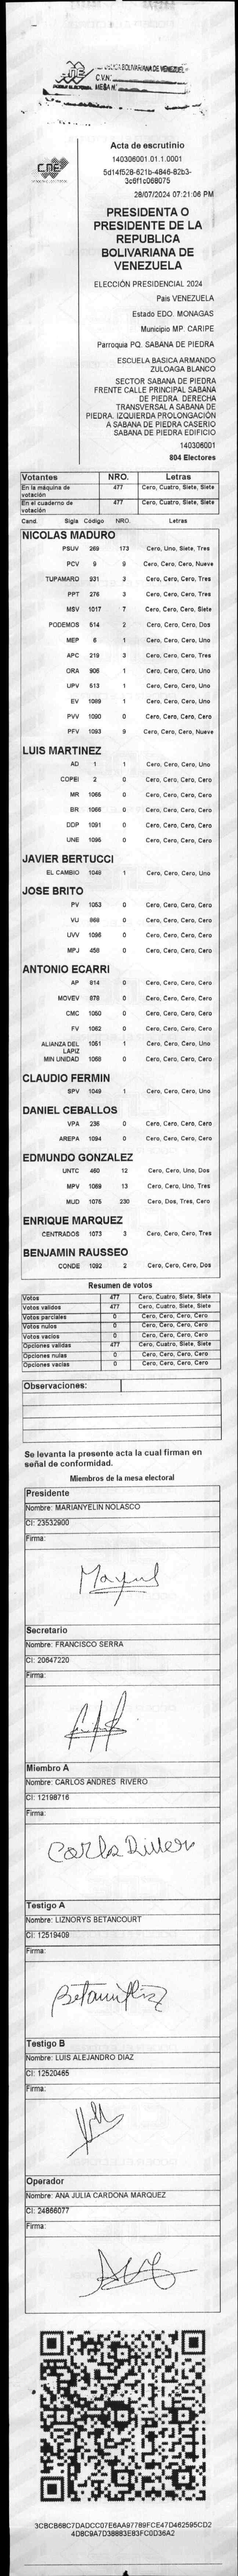 CNE
C.V.N.
MESA N°
CNE
Acta de escrutinio
140306001.01.1.0001
5d14f528-621b-4846-82b3-
3c6f1c068075
28/07/2024 07:21:06 PM
PRESIDENTA O
PRESIDENTE DE LA
REPUBLICA
BOLIVARIANA DE
VENEZUELA
ELECCIÓN PRESIDENCIAL 2024
Pais VENEZUELA
Estado EDO. MONAGAS
Municipio MP. CARIPE
Parroquia PQ. SABANA DE PIEDRA
ESCUELA BASICA ARMANDO
ZULOAGA BLANCO
SECTOR SABANA DE PIEDRA
FRENTE CALLE PRINCIPAL SABANA
DE PIEDRA. DERECHA
TRANSVERSAL A SABANA DE
PIEDRA. IZQUIERDA PROLONGACIÓN
A SABANA DE PIEDRA CASERIO
SABANA DE PIEDRA EDIFICIO
140306001
804 Electores
Votantes NRO. Letras
En la máquina de votación 477 Cero, Cuatro, Siete, Siete
En el cuaderno de votación 477 Cero, Cuatro, Siete, Siete
Cand. Sigla Código NRO. Letras
NICOLAS MADURO
PSUV 269 173 Cero, Uno, Siete, Tres
PCV 9 9 Cero, Cero, Cero, Nueve
TUPAMARO 931 3 Cero, Cero, Cero, Tres
PPT 276 3 Cero, Cero, Cero, Tres
MSV 1017 7 Cero, Cero, Cero, Siete
PODEMOS 514 2 Cero, Cero, Cero, Dos
MEP 6 1 Cero, Cero, Cero, Uno
APC 219 3 Cero, Cero, Cero, Tres
ORA 906 1 Cero, Cero, Cero, Uno
UPV 613 1 Cero, Cero, Cero, Uno
EV 1089 1 Cero, Cero, Cero, Uno
PVV 1090 0 Cero, Cero, Cero, Cero
PFV 1093 9 Cero, Cero, Cero, Nueve
LUIS MARTINEZ
AD 1 1 Cero, Cero, Cero, Uno
COPEI 2 0 Cero, Cero, Cero, Cero
MR 1065 0 Cero, Cero, Cero, Cero
BR 1066 0 Cero, Cero, Cero, Cero
DDP 1091 0 Cero, Cero, Cero, Cero
UNE 1095 0 Cero, Cero, Cero, Cero
JAVIER BERTUCCI
EL CAMBIO 1048 1 Cero, Cero, Cero, Uno
JOSE BRITO
PV 1053 0 Cero, Cero, Cero, Cero
VU 868 0 Cero, Cero, Cero, Cero
UVV 1096 0 Cero, Cero, Cero, Cero
MPJ 458 0 Cero, Cero, Cero, Cero
ANTONIO ECARRI
AP 814 0 Cero, Cero, Cero, Cero
MOVEV 879 0 Cero, Cero, Cero, Cero
CMC 1060 0 Cero, Cero, Cero, Cero
FV 1062 0 Cero, Cero, Cero, Cero
ALIANZA DEL LAPIZ 1061 1 Cero, Cero, Cero, Uno
MIN UNIDAD 1068 0 Cero, Cero, Cero, Cero
CLAUDIO FERMIN
SPV 1049 1 Cero, Cero, Cero, Uno
DANIEL CEBALLOS
VPA 236 0 Cero, Cero, Cero, Cero
AREPA 1094 0 Cero, Cero, Cero, Cero
EDMUNDO GONZALEZ
UNTC 460 12 Cero, Cero, Uno, Dos
MPV 1069 13 Cero, Cero, Uno, Tres
MUD 1075 230 Cero, Dos, Tres, Cero
ENRIQUE MARQUEZ
CENTRADOS 1073 3 Cero, Cero, Cero, Tres
BENJAMIN RAUSSEO
CONDE 1092 2 Cero, Cero, Cero, Dos
Resumen de votos
Votos 477 Cero, Cuatro, Siete, Siete
Votos validos 477 Cero, Cuatro, Siete, Siete
Votos parciales 0 Cero, Cero, Cero, Cero
Votos nulos 0 Cero, Cero, Cero, Cero
Votos vacios 0 Cero, Cero, Cero, Cero
Opciones validas 477 Cero, Cuatro, Siete, Siete
Opciones nulas 0 Cero, Cero, Cero, Cero
Opciones vacias 0 Cero, Cero, Cero, Cero
Observaciones:
Se levanta la presente acta la cual firman en
señal de conformidad.
Miembros de la mesa electoral
Presidente
Nombre: MARIANYELIN NOLASCO
CI: 23532900
Firma:
Secretario
Nombre: FRANCISCO SERRA
CI: 20647220
Firma:
Miembro A
Nombre: CARLOS ANDRES RIVERO
CI: 12198716
Firma:
Testigo A
Nombre: LIZNORYS BETANCOURT
CI: 12519409
Firma:
Testigo B
Nombre: LUIS ALEJANDRO DIAZ
CI: 12520465
Firma:
Operador
Nombre: ANA JULIA CARDONA MARQUEZ
CI: 24866077
Firma:
3CBCB68C7DADCC07E6AA97789FCE47D462595CD2
4D8C9A7D38883E83FC0D36A2